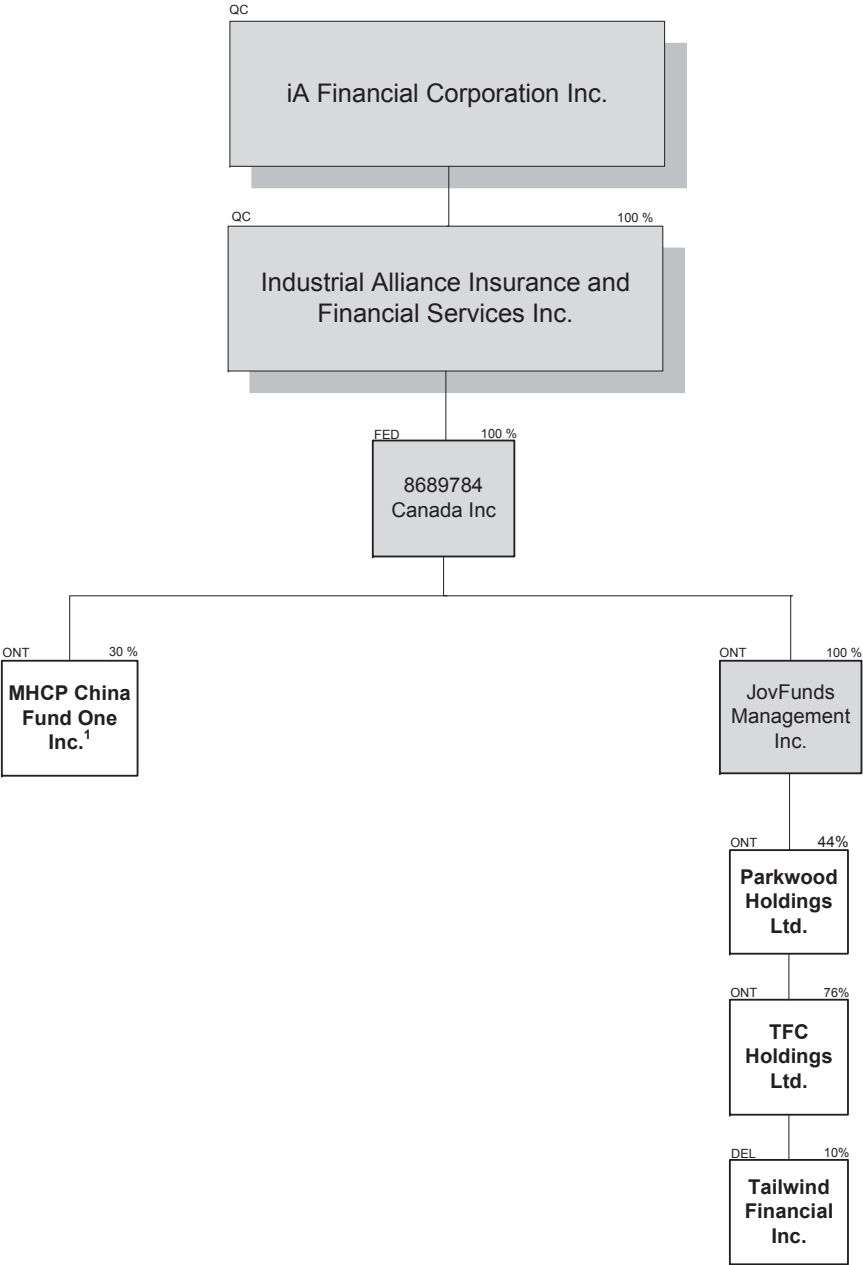 QC
iA Financial Corporation Inc.
QC 100 %
Industrial Alliance Insurance and
Financial Services Inc.
FED 100 %
8689784
Canada Inc
ONT 30 %
MHCP China
Fund One
Inc.1
ONT 100 %
JovFunds
Management
Inc.
ONT 44%
Parkwood
Holdings
Ltd.
ONT 76%
TFC
Holdings
Ltd.
DEL 10%
Tailwind
Financial
Inc.